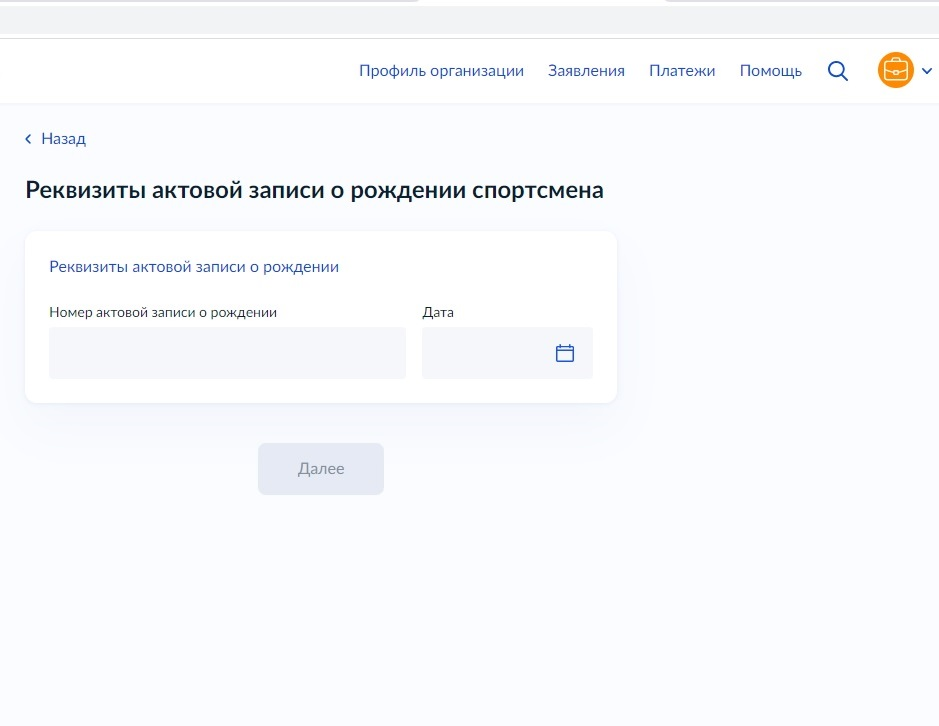 Профиль организации Заявления Платежи Помощь
Назад
Реквизиты актовой записи о рождении спортсмена
Реквизиты актовой записи о рождении
Номер актовой записи о рождении Дата
Далее